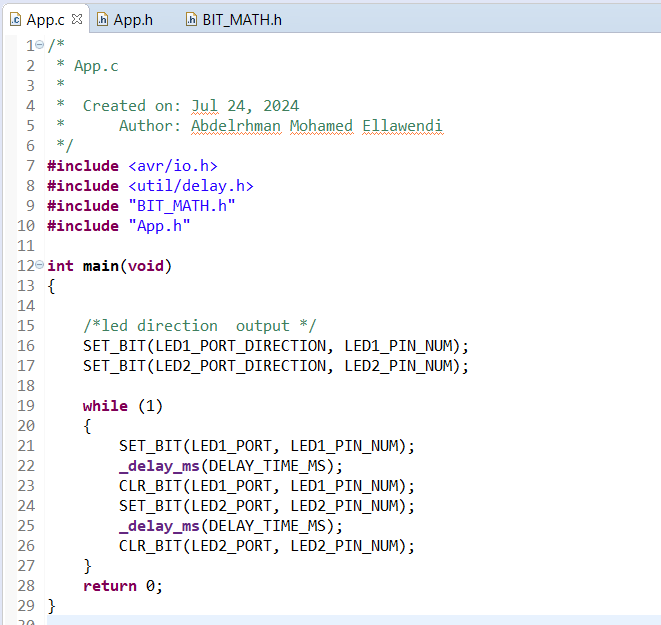 App.c App.h BIT_MATH.h
1 /*
2  * App.c
3  *
4  *  Created on: Jul 24, 2024
5  *      Author: Abdelrhman Mohamed Ellawendi
6  */
7 #include <avr/io.h>
8 #include <util/delay.h>
9 #include "BIT_MATH.h"
10 #include "App.h"
11
12 int main(void)
13 {
14
15     /*led direction  output */
16     SET_BIT(LED1_PORT_DIRECTION, LED1_PIN_NUM);
17     SET_BIT(LED2_PORT_DIRECTION, LED2_PIN_NUM);
18
19     while (1)
20     {
21         SET_BIT(LED1_PORT, LED1_PIN_NUM);
22         _delay_ms(DELAY_TIME_MS);
23         CLR_BIT(LED1_PORT, LED1_PIN_NUM);
24         SET_BIT(LED2_PORT, LED2_PIN_NUM);
25         _delay_ms(DELAY_TIME_MS);
26         CLR_BIT(LED2_PORT, LED2_PIN_NUM);
27     }
28     return 0;
29 }
30